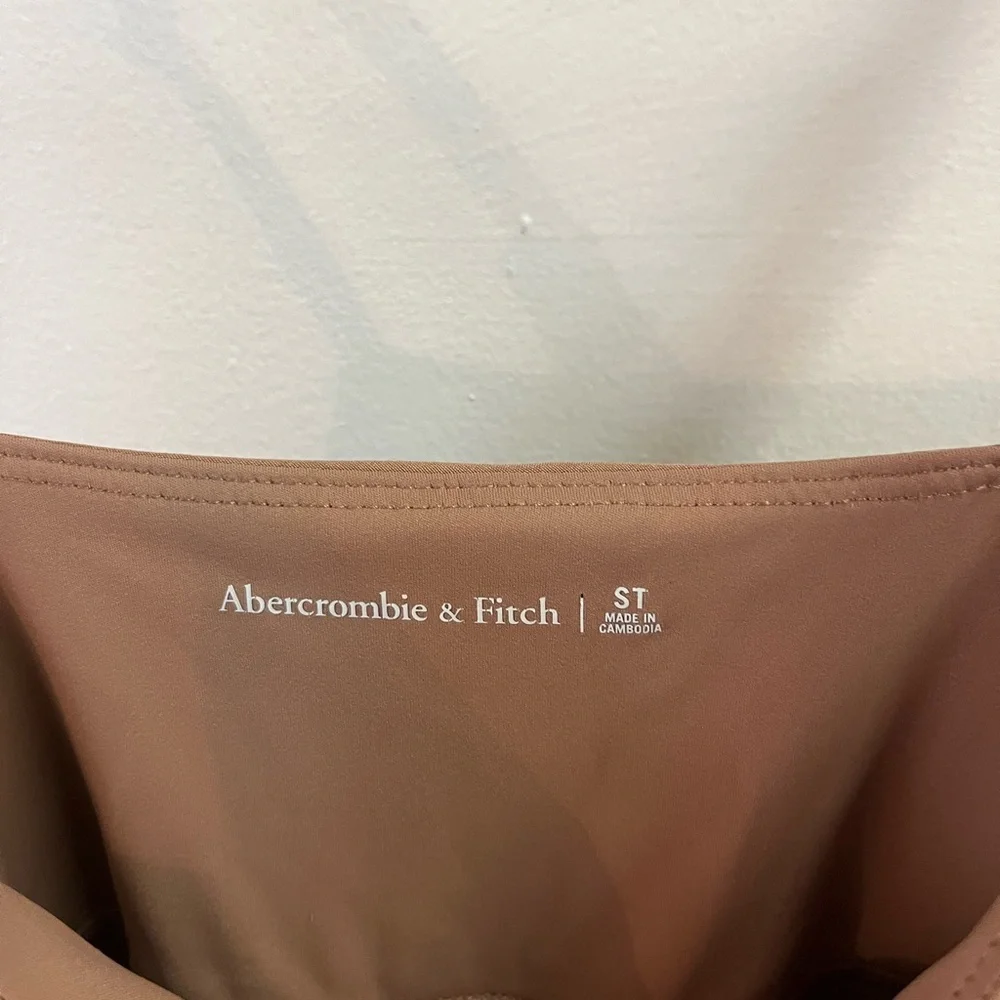 Abercrombie & Fitch | ST
MADE IN
CAMBODIA